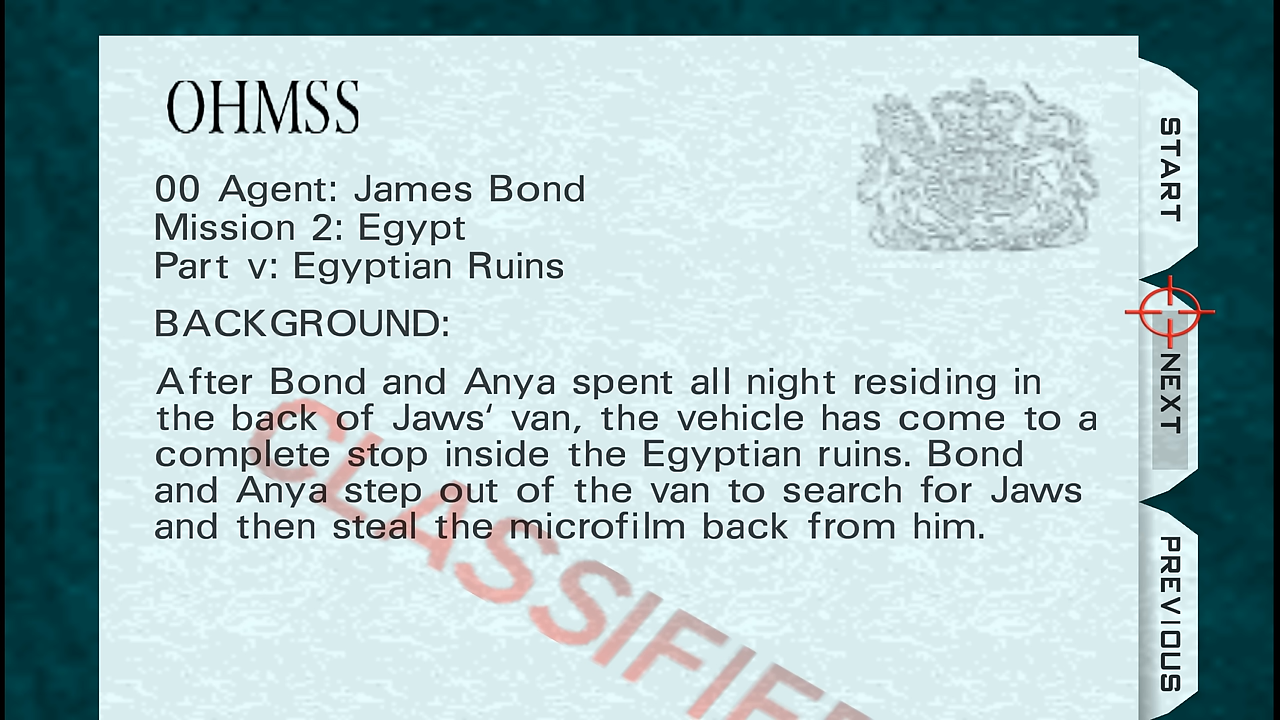 OHMSS
00 Agent: James Bond
Mission 2: Egypt
Part v: Egyptian Ruins
BACKGROUND:
After Bond and Anya spent all night residing in
the back of Jaws‘ van, the vehicle has come to a
complete stop inside the Egyptian ruins. Bond
and Anya step out of the van to search for Jaws
and then steal the microfilm back from him.
CLASSIFIE
START
NEXT
PREVIOUS